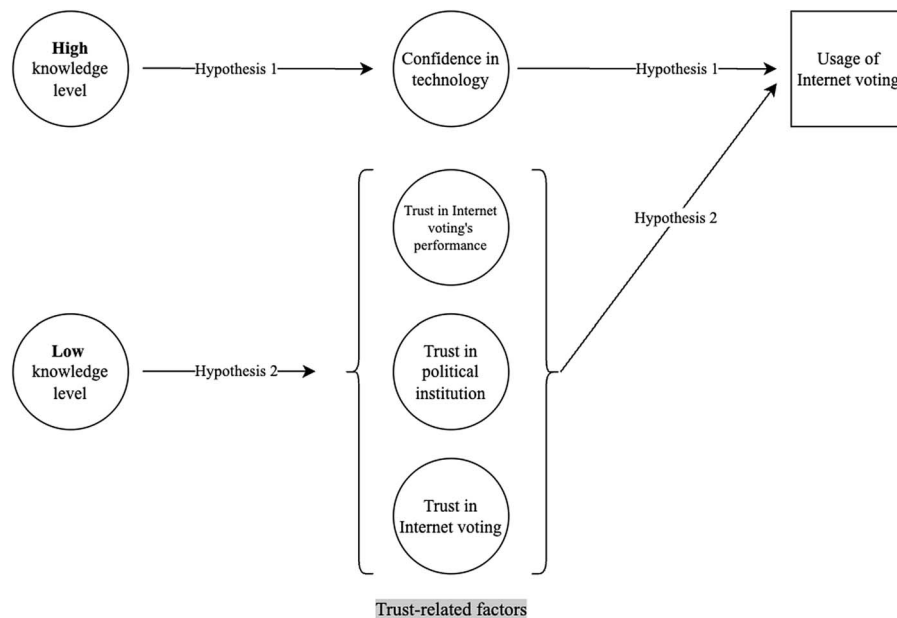 High
knowledge
level
Hypothesis 1
Confidence in
technology
Hypothesis 1
Usage of
Internet voting
Trust in Internet
voting's
performance
Hypothesis 2
Low
knowledge
level
Hypothesis 2
Trust in
political
institution
Trust in
Internet voting
Trust-related factors